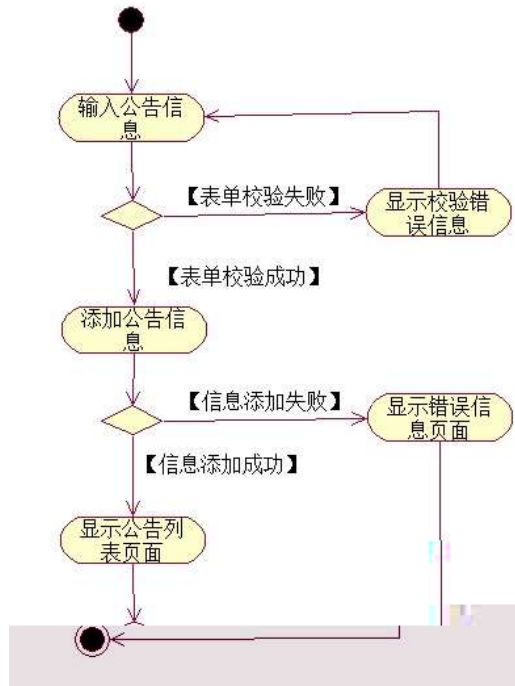 输入公告信
息
【表单校验失败】
显示校验错
误信息
【表单校验成功】
添加公告信
息
【信息添加失败】
显示错误信
息页面
【信息添加成功】
显示公告列
表页面